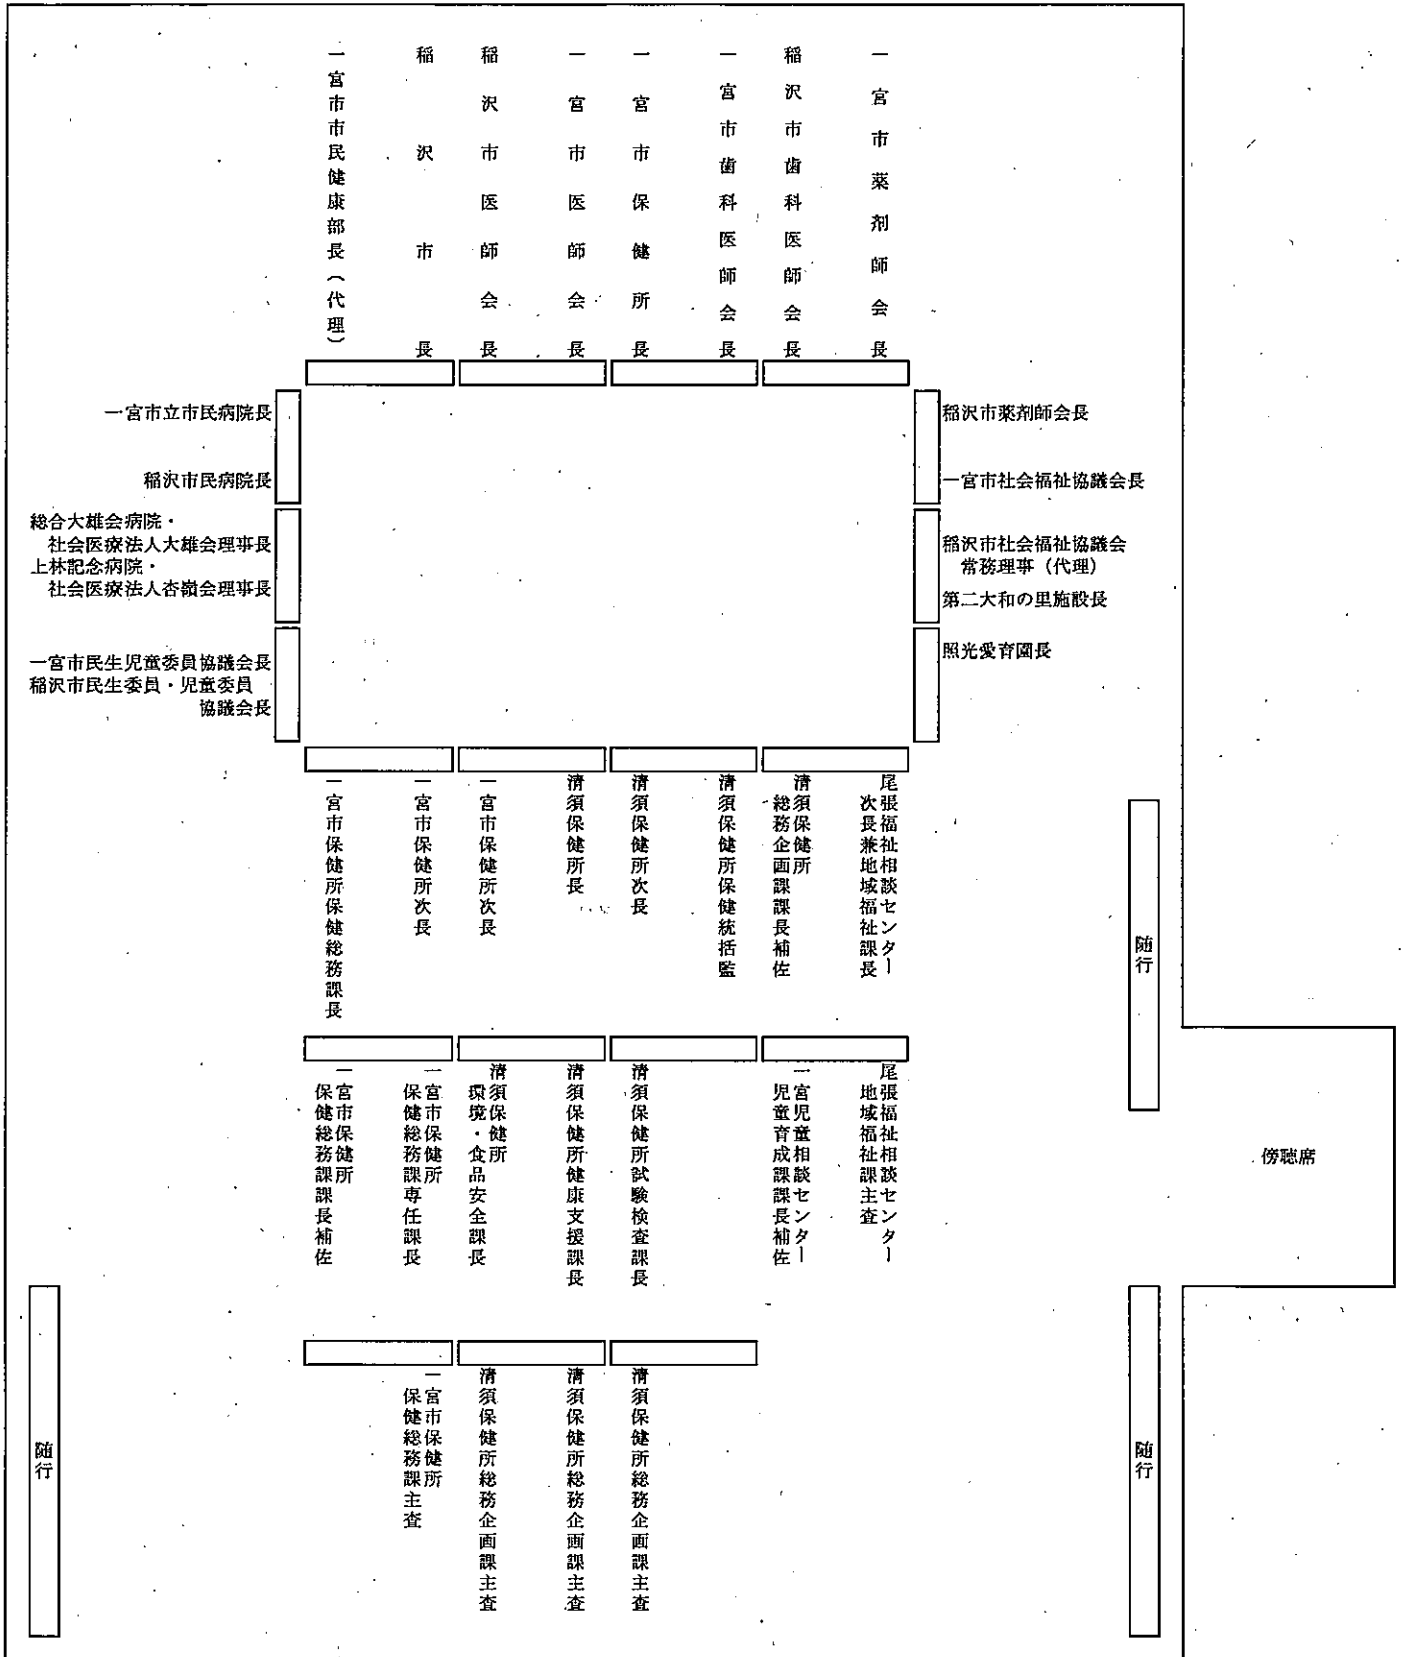 一宮市薬剤師会長
稲沢市歯科医師会長
一宮市歯科医師会長
一宮市保健所長
一宮市医師会長
稲沢市医師会長
稲沢市長
一宮市市民健康部長(代理)
一宮市立市民病院長
稲沢市民病院長
総合大雄会病院・
社会医療法人大雄会理事長
上林記念病院・
社会医療法人杏嶺会理事長
一宮市民生児童委員協議会長
稲沢市民生委員・児童委員
協議会長
稲沢市薬剤師会長
一宮市社会福祉協議会長
稲沢市社会福祉協議会
常務理事(代理)
第二大和の里施設長
照光愛育園長
尾張福祉相談センター
次長兼地域福祉課長
清須保健所
総務企画課課長補佐
清須保健所保健統括監
清須保健所次長
清須保健所長
一宮市保健所次長
一宮市保健所次長
一宮市保健所保健総務課長
尾張福祉相談センター
地域福祉課主査
一宮児童相談センター
児童育成課課長補佐
清須保健所試験検査課長
清須保健所健康支援課長
清須保健所
環境・食品安全課長
一宮市保健所
保健総務課専任課長
一宮市保健所
保健総務課課長補佐
清須保健所総務企画課主査
清須保健所総務企画課主査
清須保健所総務企画課主査
一宮市保健所
保健総務課主査
随行
傍聴席
随行
随行